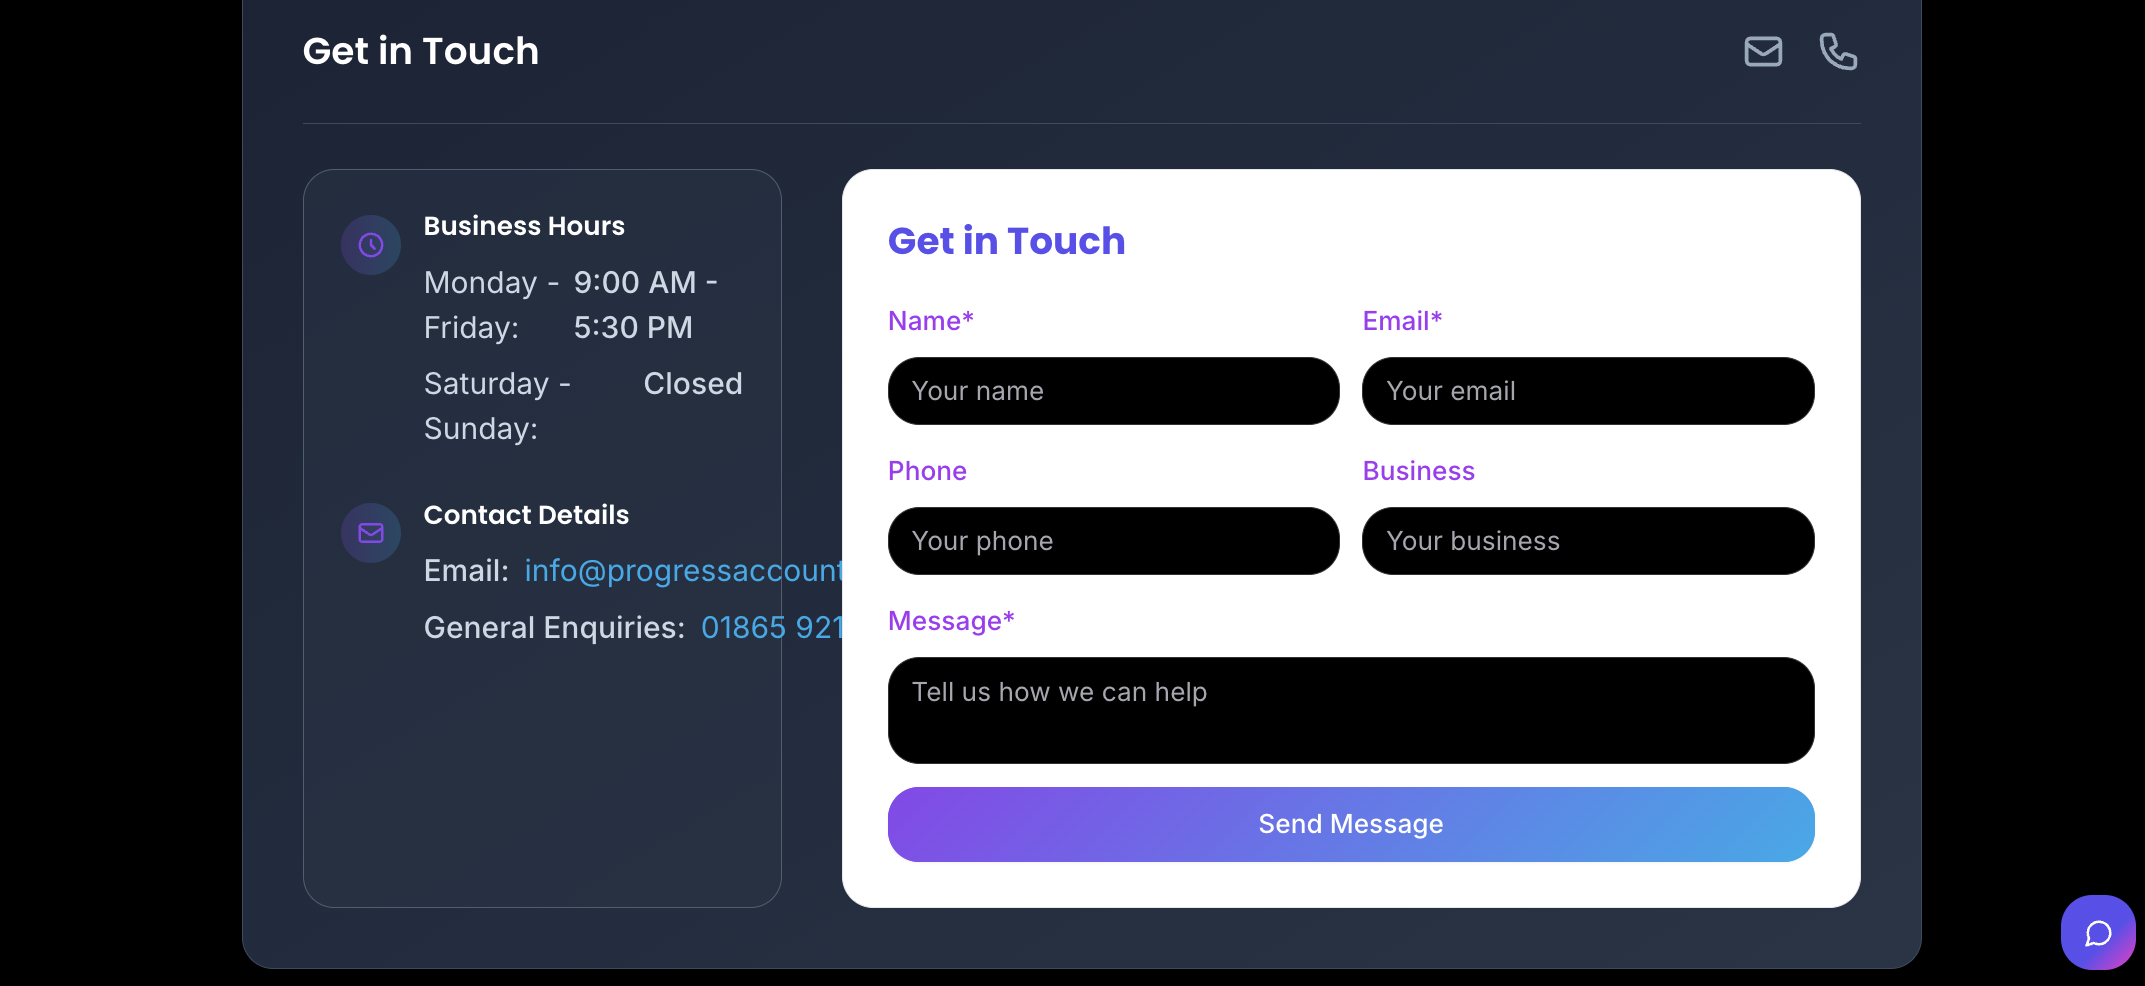 Get in Touch
Business Hours
Monday - 9:00 AM -
Friday: 5:30 PM
Saturday - Closed
Sunday:
Contact Details
Email: info@progressaccount
General Enquiries: 01865 921
Get in Touch
Name* Email*
Your name Your email
Phone Business
Your phone Your business
Message*
Tell us how we can help
Send Message